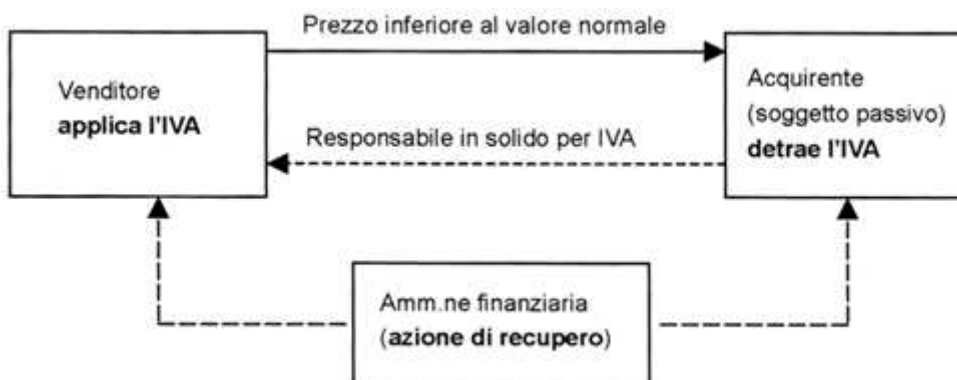 Prezzo inferiore al valore normale
Venditore
applica l'IVA
Acquirente
(soggetto passivo)
detrae l'IVA
Responsabile in solido per IVA
Amm.ne finanziaria
(azione di recupero)